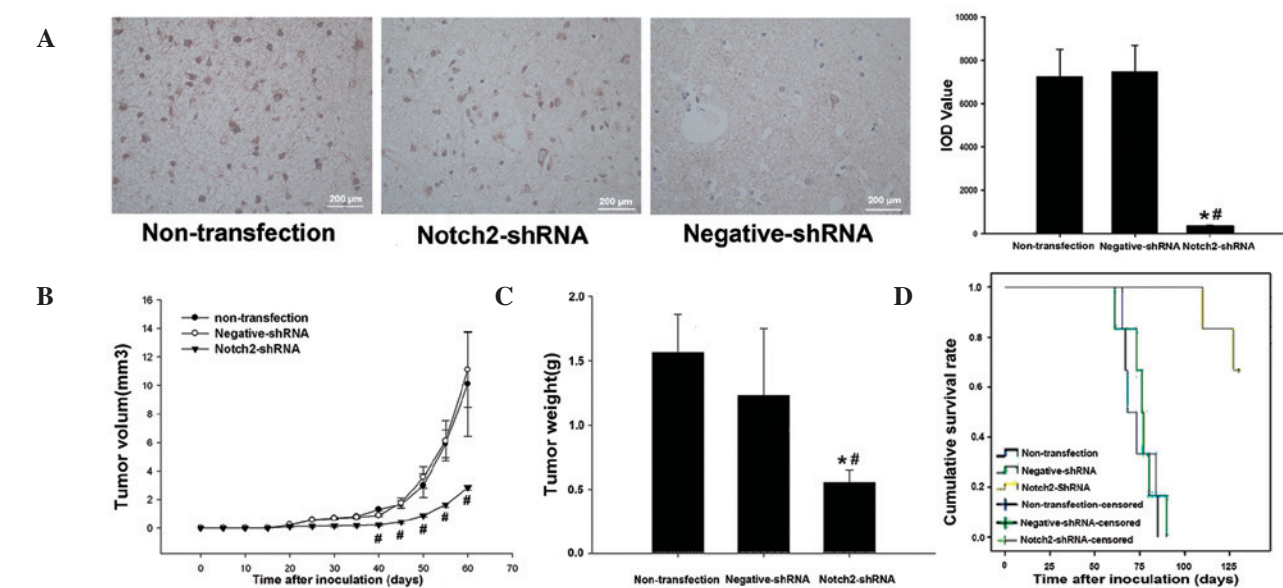 A
200 µm
200 µm
200 µm
Non-transfection
Notch2-shRNA
Negative-shRNA
IOD Value
10000
8000
6000
4000
2000
0
Non-transfection Negative-shRNA Notch2-shRNA
*#
B
Tumor volum(mm3)
16
14
12
10
8
6
4
2
0
non-transfection
Negative-shRNA
Notch2-shRNA
# # # # #
0 10 20 30 40 50 60 70
Time after inoculation (days)
C
Tumor weight(g)
2.0
1.5
1.0
0.5
0.0
*#
Non-transfection Negative-shRNA Notch2-shRNA
D
Cumulative survival rate
1.0
0.8
0.6
0.4
0.2
0.0
Non-transfection
Negative-shRNA
Notch2-ShRNA
Non-transfection-censored
Negative-shRNA-censored
Notch2-shRNA-censored
0 25 50 75 100 125
Time after inoculation (days)